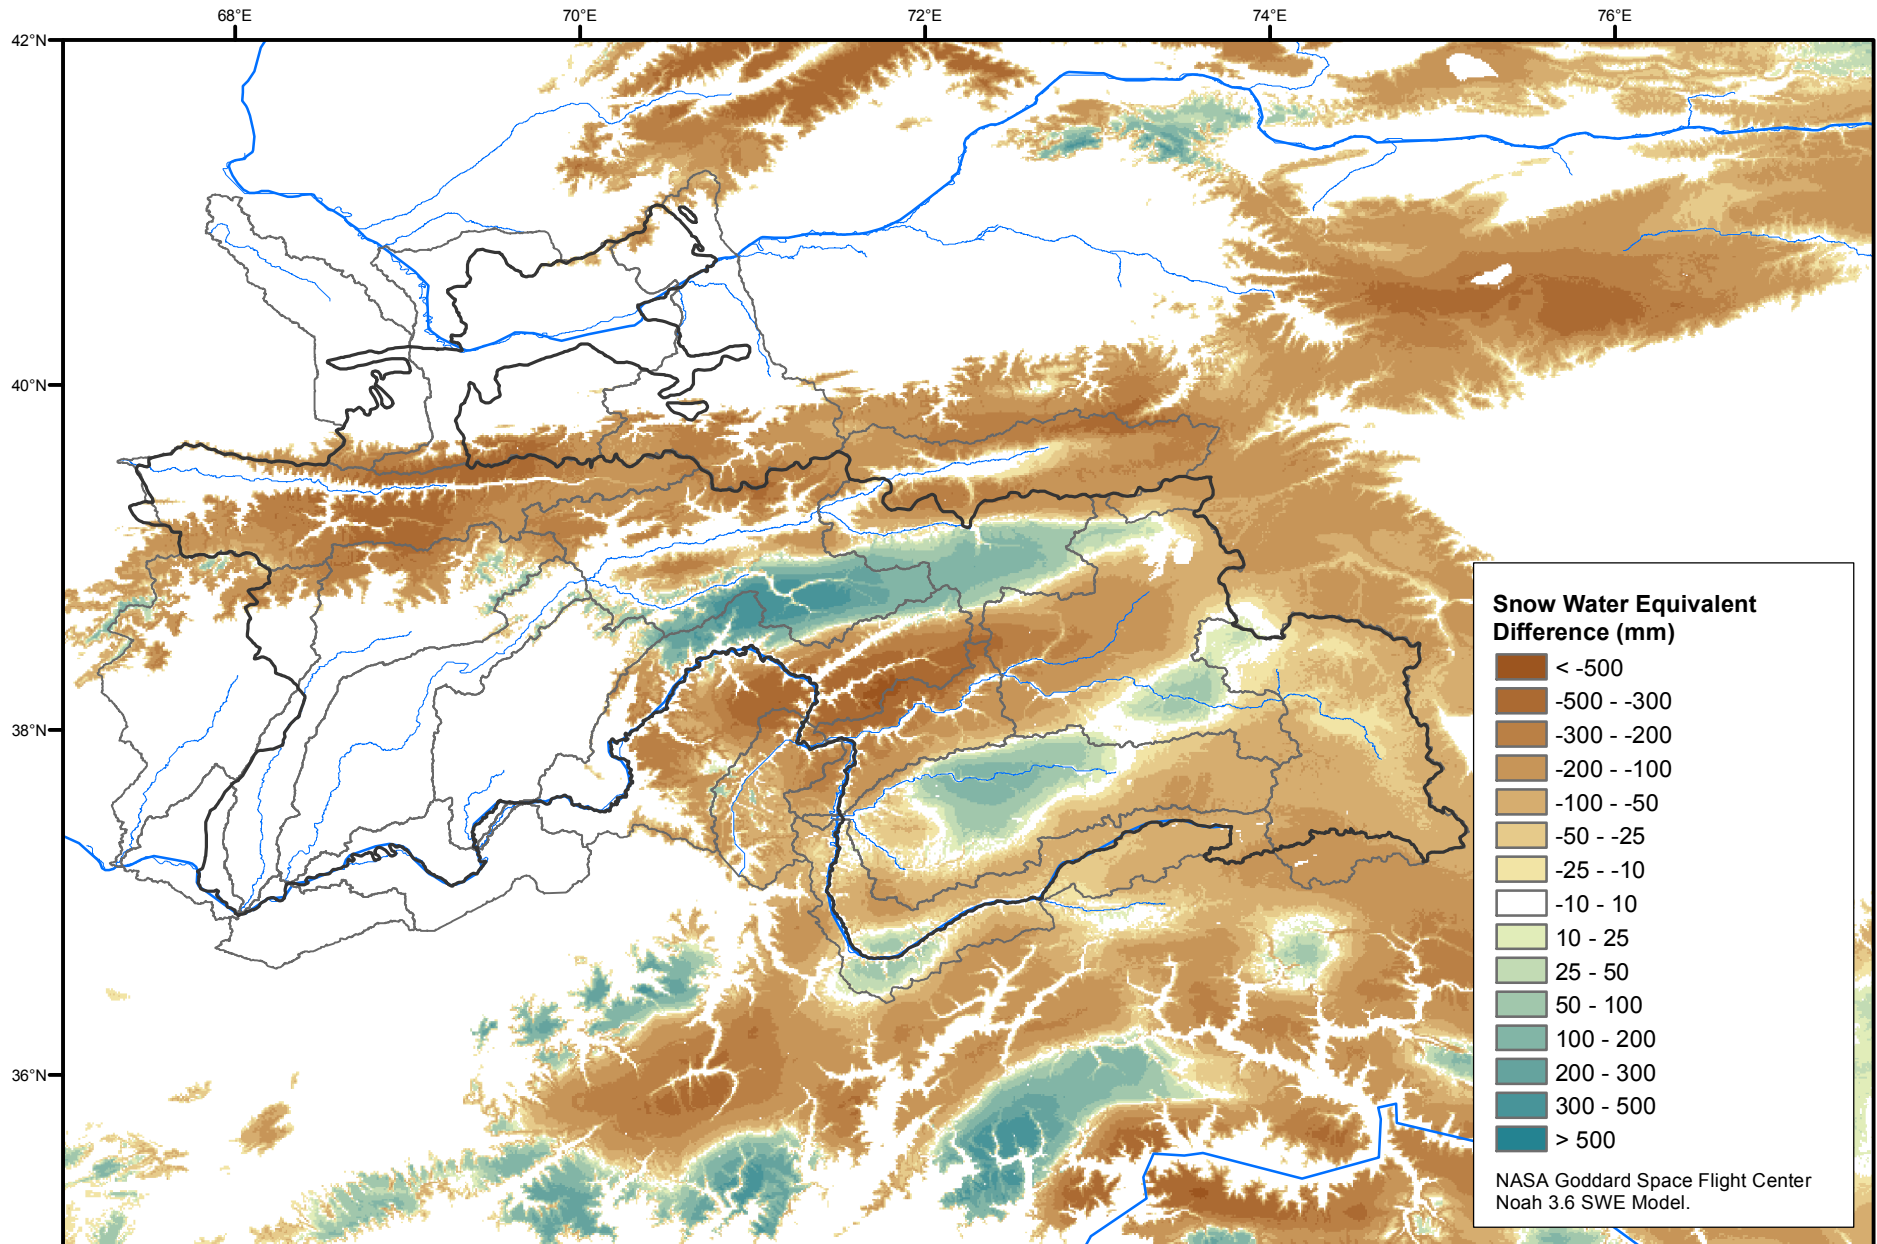 68°E
70°E
72°E
74°E
76°E
42°N
40°N
38°N
36°N
Snow Water Equivalent
Difference (mm)
< -500
-500 - -300
-300 - -200
-200 - -100
-100 - -50
-50 - -25
-25 - -10
-10 - 10
10 - 25
25 - 50
50 - 100
100 - 200
200 - 300
300 - 500
> 500
NASA Goddard Space Flight Center
Noah 3.6 SWE Model.